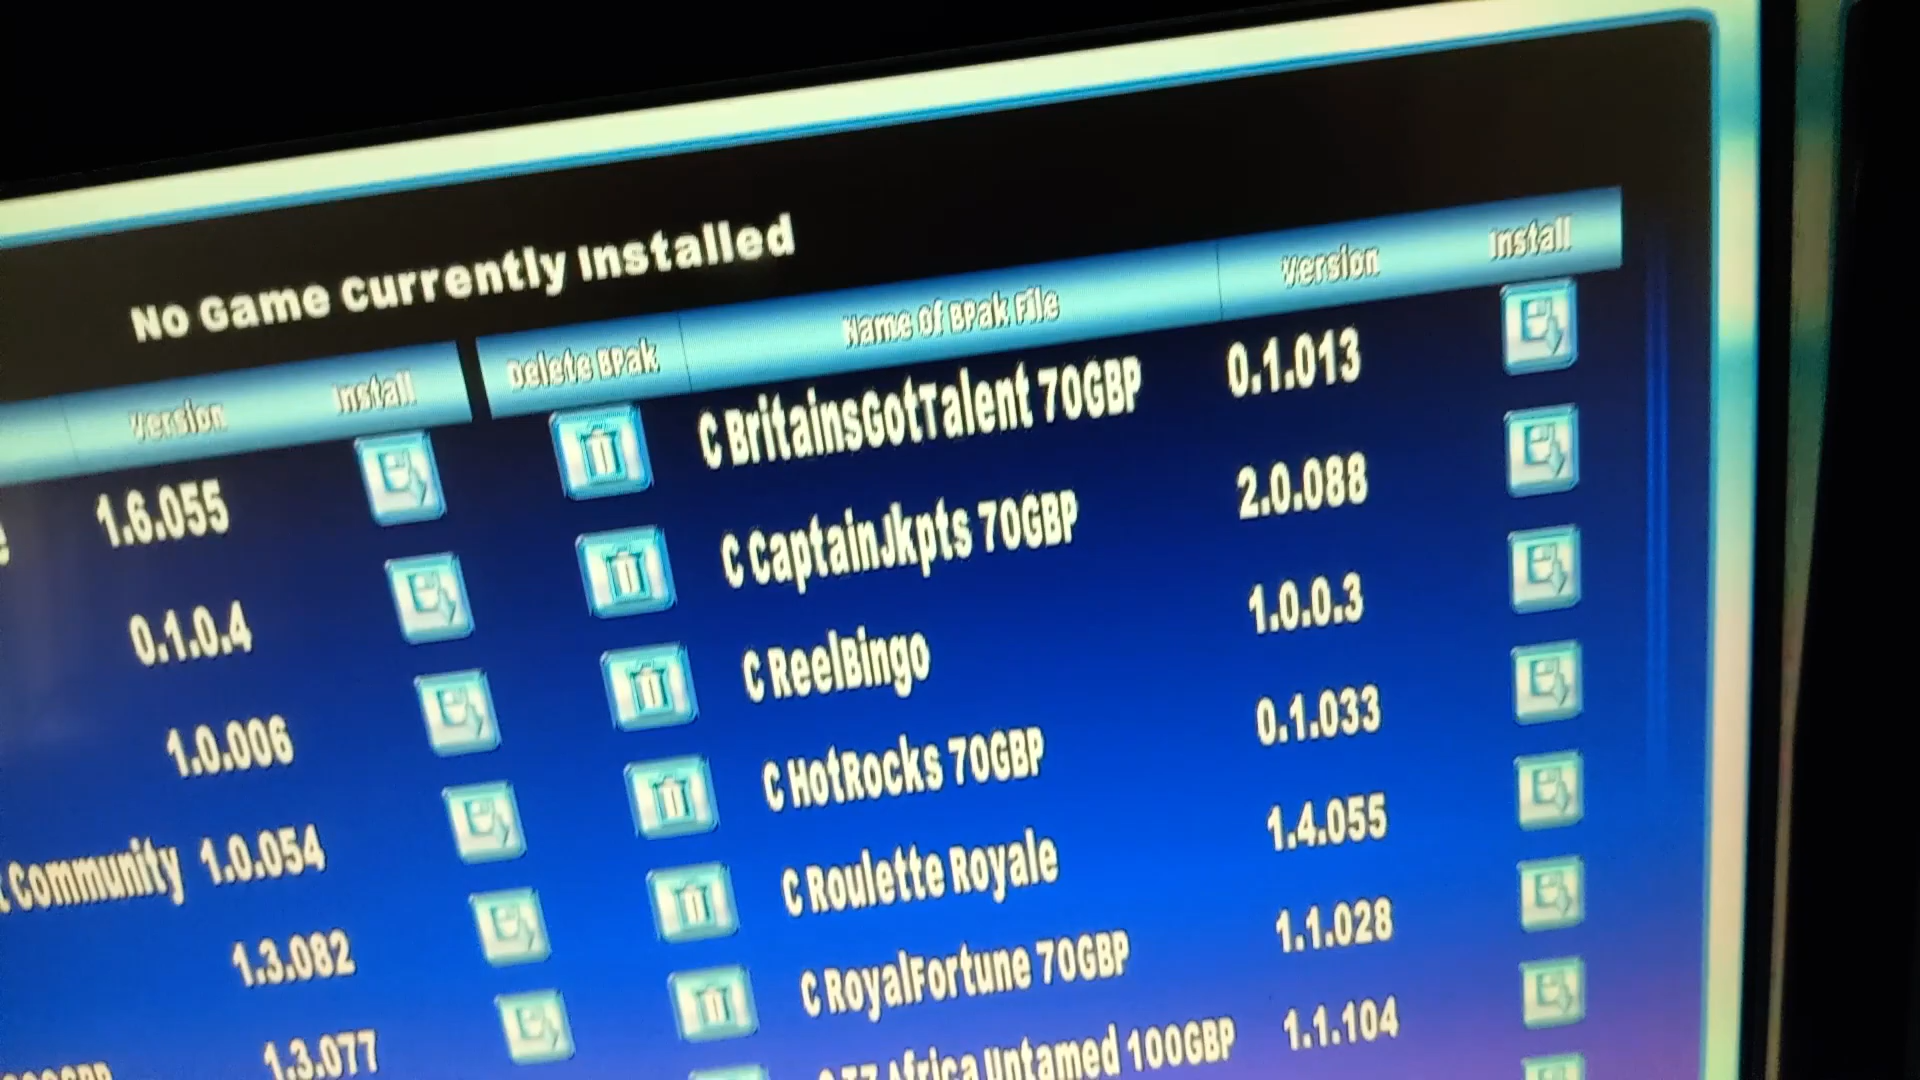 No Game Currently Installed
Version Install Delete BPak Name Of BPak File Version Install
1.6.055 C BritainsGotTalent 70GBP 0.1.013
0.1.0.4 C CaptainJkpts 70GBP 2.0.088
1.0.006 C ReelBingo 1.0.0.3
Community 1.0.054 C HotRocks 70GBP 0.1.033
1.3.082 C Roulette Royale 1.4.055
1.3.077 C RoyalFortune 70GBP 1.1.028
Africa Untamed 100GBP 1.1.104